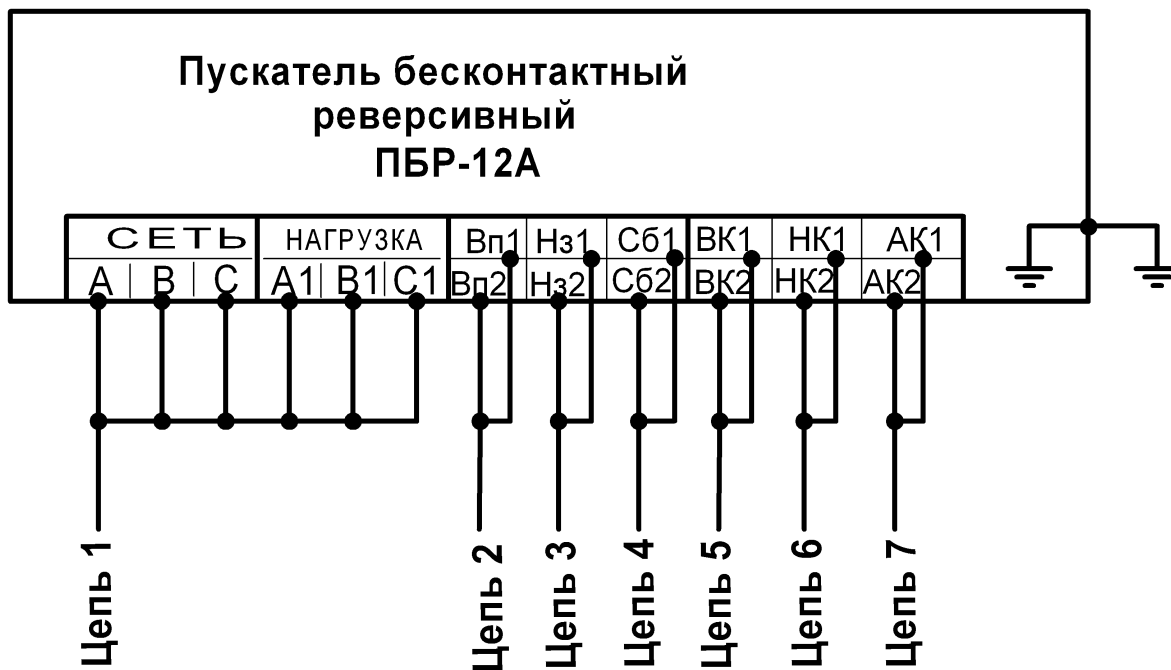 Пускатель бесконтактный
реверсивный
ПБР-12А
СЕТЬ НАГРУЗКА Вп1 Нз1 Сб1 ВК1 НК1 АК1
А В С А1 В1 С1 Вп2 Нз2 Сб2 ВК2 НК2 АК2
Цепь 1
Цепь 2
Цепь 3
Цепь 4
Цепь 5
Цепь 6
Цепь 7